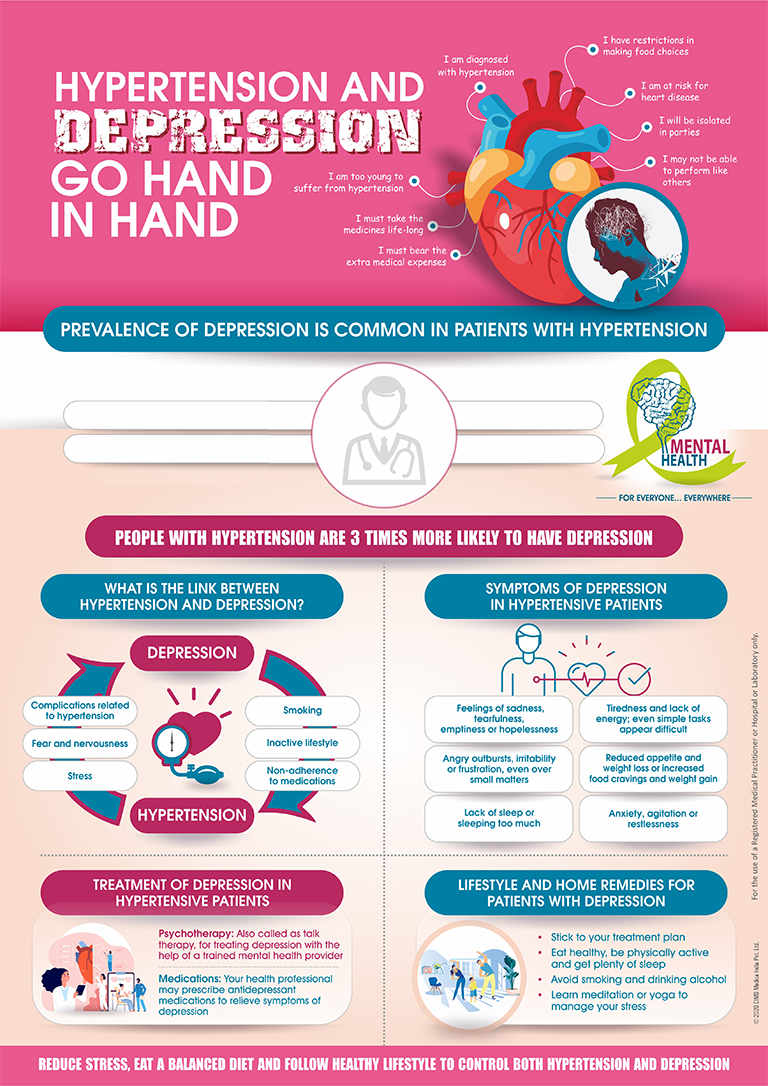 HYPERTENSION AND
DEPRESSION
GO HAND
IN HAND
I am diagnosed
with hypertension
I have restrictions in
making food choices
I am at risk for
heart disease
I will be isolated
in parties
I may not be able
to perform like
others
I am too young to
suffer from hypertension
I must take the
medicines life-long
I must bear the
extra medical expenses
PREVALENCE OF DEPRESSION IS COMMON IN PATIENTS WITH HYPERTENSION
MENTAL
HEALTH
FOR EVERYONE... EVERYWHERE
PEOPLE WITH HYPERTENSION ARE 3 TIMES MORE LIKELY TO HAVE DEPRESSION
WHAT IS THE LINK BETWEEN
HYPERTENSION AND DEPRESSION?
DEPRESSION
Complications related
to hypertension
Fear and nervousness
Stress
Smoking
Inactive lifestyle
Non-adherence
to medications
HYPERTENSION
SYMPTOMS OF DEPRESSION
IN HYPERTENSIVE PATIENTS
Feelings of sadness,
tearfulness,
emptiness or hopelessness
Tiredness and lack of
energy; even simple tasks
appear difficult
Angry outbursts, irritability
or frustration, even over
small matters
Reduced appetite and
weight loss or increased
food cravings and weight gain
Lack of sleep or
sleeping too much
Anxiety, agitation or
restlessness
TREATMENT OF DEPRESSION IN
HYPERTENSIVE PATIENTS
Psychotherapy: Also called as talk
therapy, for treating depression with the
help of a trained mental health provider
Medications: Your health professional
may prescribe antidepressant
medications to relieve symptoms of
depression
LIFESTYLE AND HOME REMEDIES FOR
PATIENTS WITH DEPRESSION
• Stick to your treatment plan
• Eat healthy, be physically active
and get plenty of sleep
• Avoid smoking and drinking alcohol
• Learn meditation or yoga to
manage your stress
For the use of a Registered Medical Practitioner or Hospital or Laboratory only.
© 2020 CIMS Medica India Pvt. Ltd.
REDUCE STRESS, EAT A BALANCED DIET AND FOLLOW HEALTHY LIFESTYLE TO CONTROL BOTH HYPERTENSION AND DEPRESSION